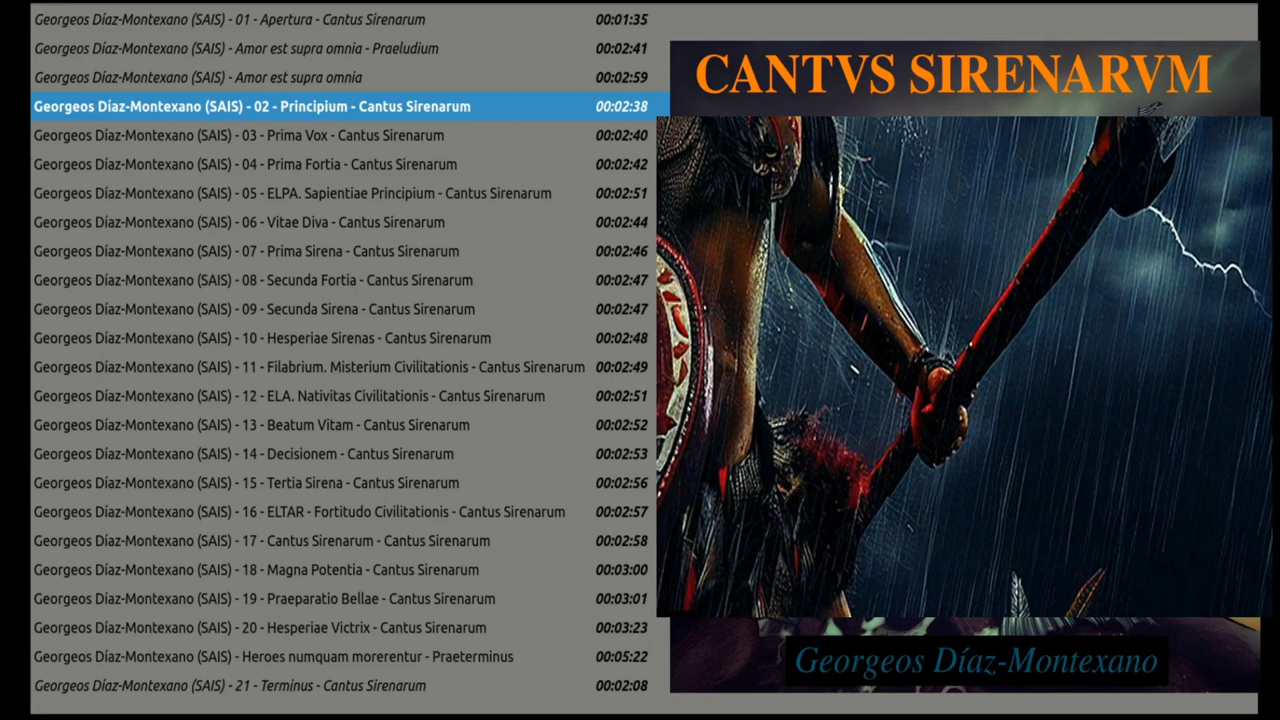 Georgeos Díaz-Montexano (SAIS) - 01 - Apertura - Cantus Sirenarum 00:01:35
Georgeos Díaz-Montexano (SAIS) - Amor est supra omnia - Praeludium 00:02:41
Georgeos Díaz-Montexano (SAIS) - Amor est supra omnia 00:02:59
Georgeos Díaz-Montexano (SAIS) - 02 - Principium - Cantus Sirenarum 00:02:38
Georgeos Díaz-Montexano (SAIS) - 03 - Prima Vox - Cantus Sirenarum 00:02:40
Georgeos Díaz-Montexano (SAIS) - 04 - Prima Fortia - Cantus Sirenarum 00:02:42
Georgeos Díaz-Montexano (SAIS) - 05 - ELPA. Sapientiae Principium - Cantus Sirenarum 00:02:51
Georgeos Díaz-Montexano (SAIS) - 06 - Vitae Diva - Cantus Sirenarum 00:02:44
Georgeos Díaz-Montexano (SAIS) - 07 - Prima Sirena - Cantus Sirenarum 00:02:46
Georgeos Díaz-Montexano (SAIS) - 08 - Secunda Fortia - Cantus Sirenarum 00:02:47
Georgeos Díaz-Montexano (SAIS) - 09 - Secunda Sirena - Cantus Sirenarum 00:02:47
Georgeos Díaz-Montexano (SAIS) - 10 - Hesperiae Sirenas - Cantus Sirenarum 00:02:48
Georgeos Díaz-Montexano (SAIS) - 11 - Filabrium. Misterium Civilitationis - Cantus Sirenarum 00:02:49
Georgeos Díaz-Montexano (SAIS) - 12 - ELA. Nativitas Civilitationis - Cantus Sirenarum 00:02:51
Georgeos Díaz-Montexano (SAIS) - 13 - Beatum Vitam - Cantus Sirenarum 00:02:52
Georgeos Díaz-Montexano (SAIS) - 14 - Decisionem - Cantus Sirenarum 00:02:53
Georgeos Díaz-Montexano (SAIS) - 15 - Tertia Sirena - Cantus Sirenarum 00:02:56
Georgeos Díaz-Montexano (SAIS) - 16 - ELTAR - Fortitudo Civilitationis - Cantus Sirenarum 00:02:57
Georgeos Díaz-Montexano (SAIS) - 17 - Cantus Sirenarum - Cantus Sirenarum 00:02:58
Georgeos Díaz-Montexano (SAIS) - 18 - Magna Potentia - Cantus Sirenarum 00:03:00
Georgeos Díaz-Montexano (SAIS) - 19 - Praeparatio Bellae - Cantus Sirenarum 00:03:01
Georgeos Díaz-Montexano (SAIS) - 20 - Hesperiae Victrix - Cantus Sirenarum 00:03:23
Georgeos Díaz-Montexano (SAIS) - Heroes numquam morerentur - Praeterminus 00:05:22
Georgeos Díaz-Montexano (SAIS) - 21 - Terminus - Cantus Sirenarum 00:02:08
CANTVS SIRENARVM
Georgeos Díaz-Montexano